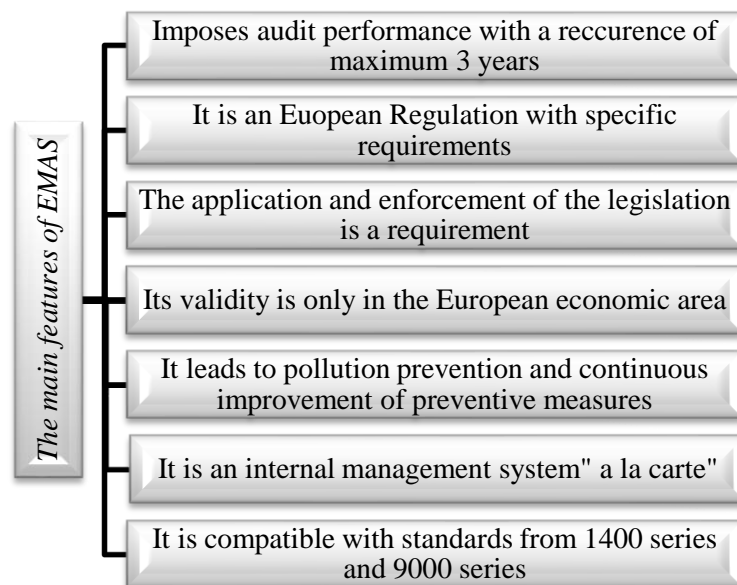 The main features of EMAS
Imposes audit performance with a reccurence of
maximum 3 years
It is an Euopean Regulation with specific
requirements
The application and enforcement of the legislation
is a requirement
Its validity is only in the European economic area
It leads to pollution prevention and continuous
improvement of preventive measures
It is an internal management system" a la carte"
It is compatible with standards from 1400 series
and 9000 series